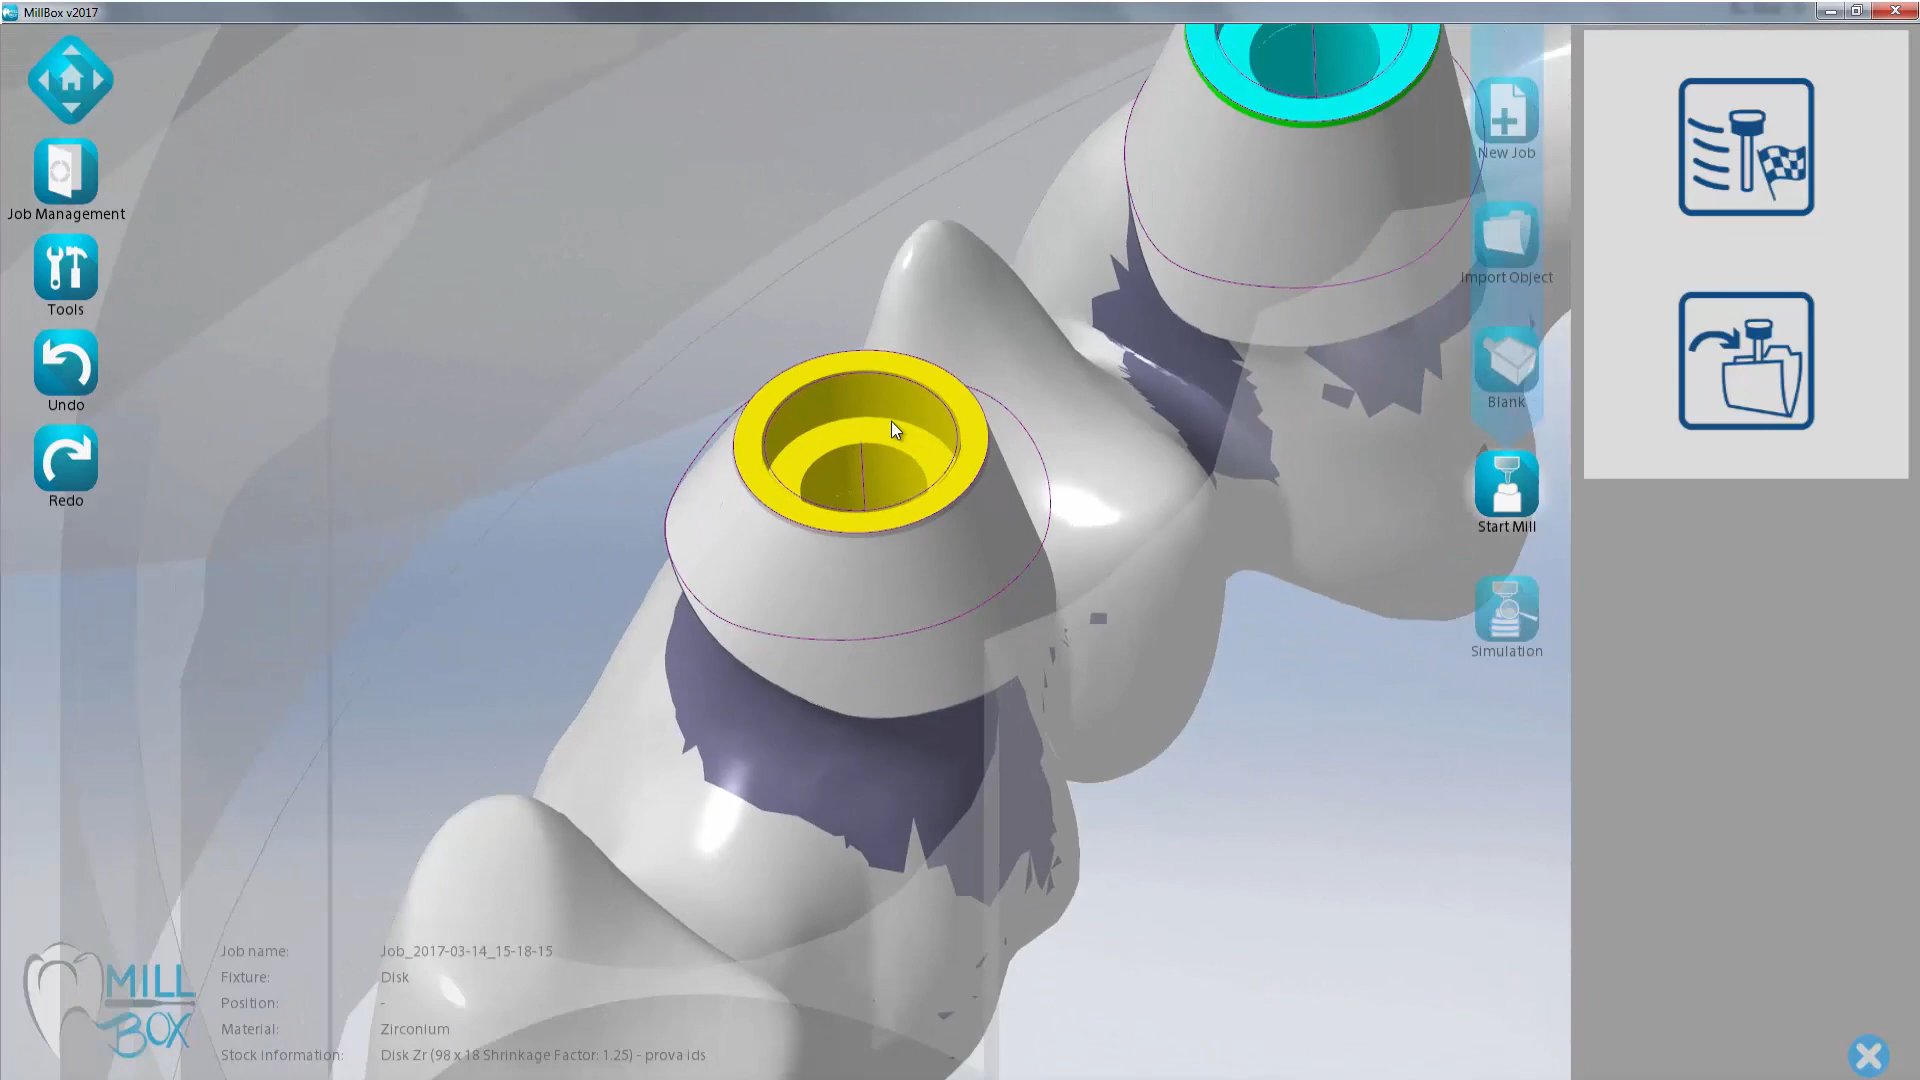 MillBox v2017
Job Management
Tools
Undo
Redo
New Job
Import Object
Blank
Start Mill
Simulation
MILL
BOX
Job name: Job_2017-03-14_15-18-15
Fixture: Disk
Position: -
Material: Zirconium
Stock information: Disk Zr (98 x 18 Shrinkage Factor: 1.25) - prova ids